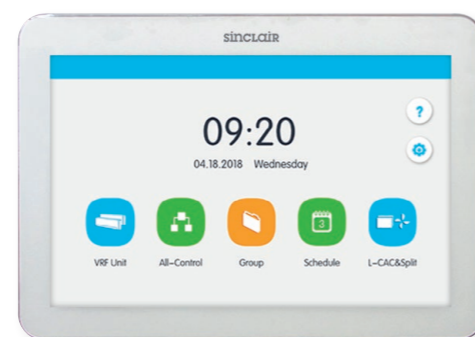 SINCLAIR
?
09:20
04.18.2018 Wednesday
3
VRF Unit All-Control Group Schedule L-CAC&Split